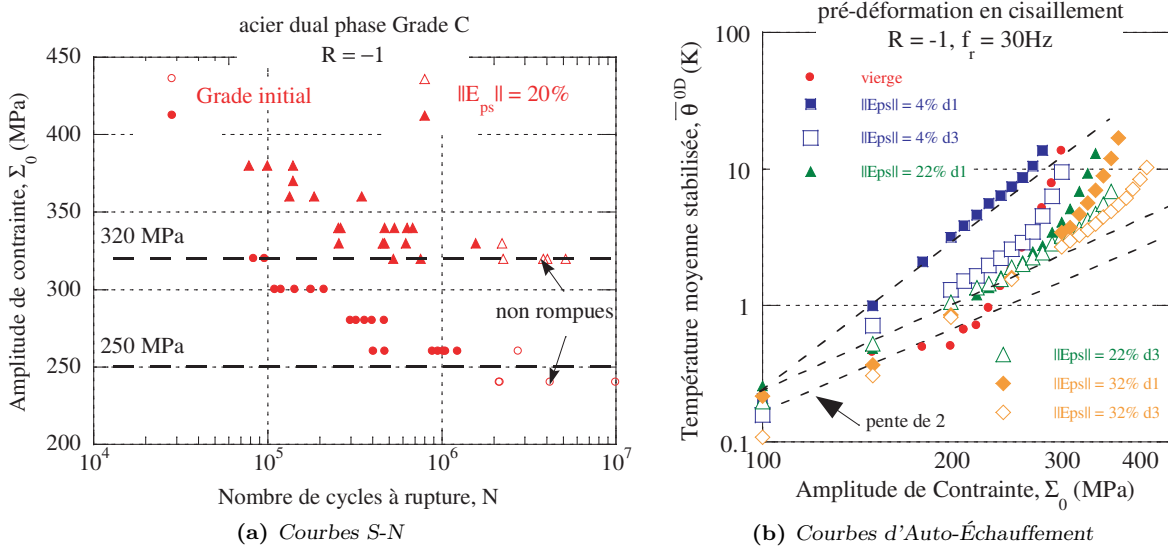 acier dual phase Grade C
R = −1
Amplitude de contrainte, Σ0 (MPa)
450
400
350
300
250
200
Grade initial
||Eps|| = 20%
320 MPa
250 MPa
non rompues
10^4
10^5
10^6
10^7
Nombre de cycles à rupture, N
(a) Courbes S-N
pré-déformation en cisaillement
R = -1, fr = 30Hz
Température moyenne stabilisée, θ̅^0D (K)
100
10
1
0.1
vierge
||Eps|| = 4% d1
||Eps|| = 4% d3
||Eps|| = 22% d1
||Eps|| = 22% d3
||Eps|| = 32% d1
||Eps|| = 32% d3
pente de 2
100
200
300
400
Amplitude de Contrainte, Σ0 (MPa)
(b) Courbes d'Auto-Échauffement